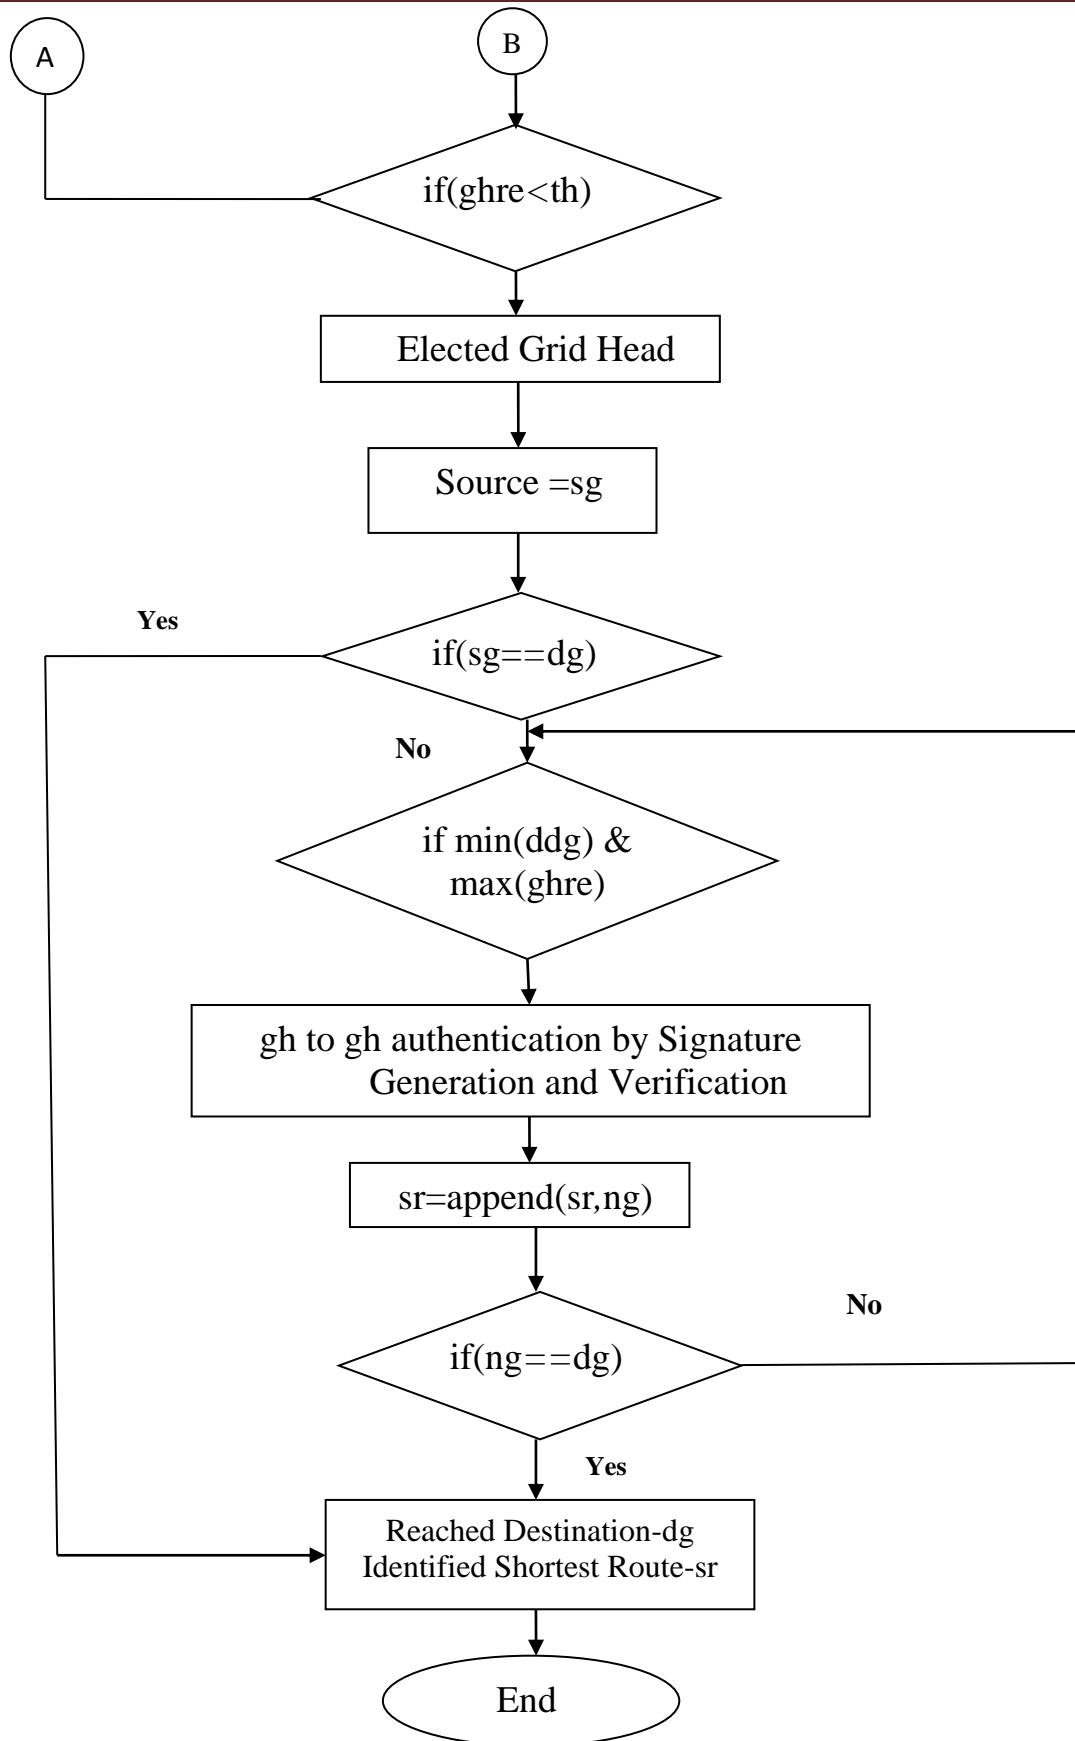 A
B
if(ghre<th)
Elected Grid Head
Source =sg
Yes
if(sg==dg)
No
if min(ddg) &
max(ghre)
gh to gh authentication by Signature
Generation and Verification
sr=append(sr,ng)
No
if(ng==dg)
Yes
Reached Destination-dg
Identified Shortest Route-sr
End